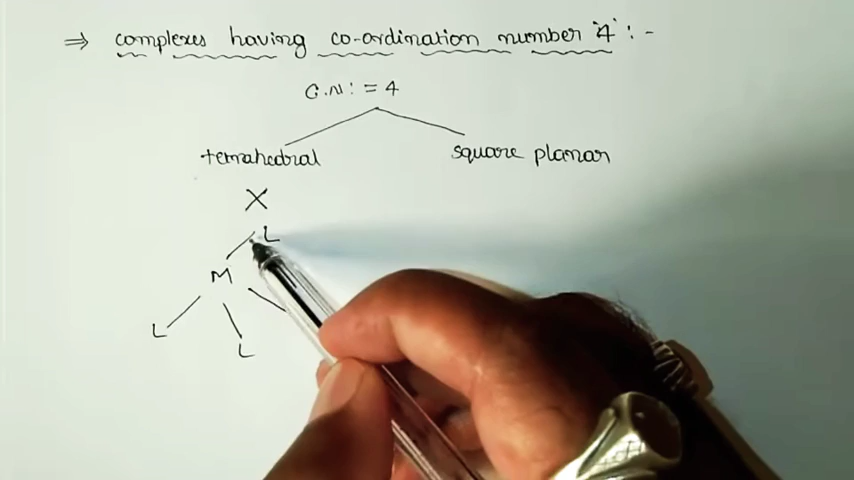 ⇒ complexes having co-ordination number '4' : -
C.N : = 4
tetrahedral square planar
X
L
M
L
L